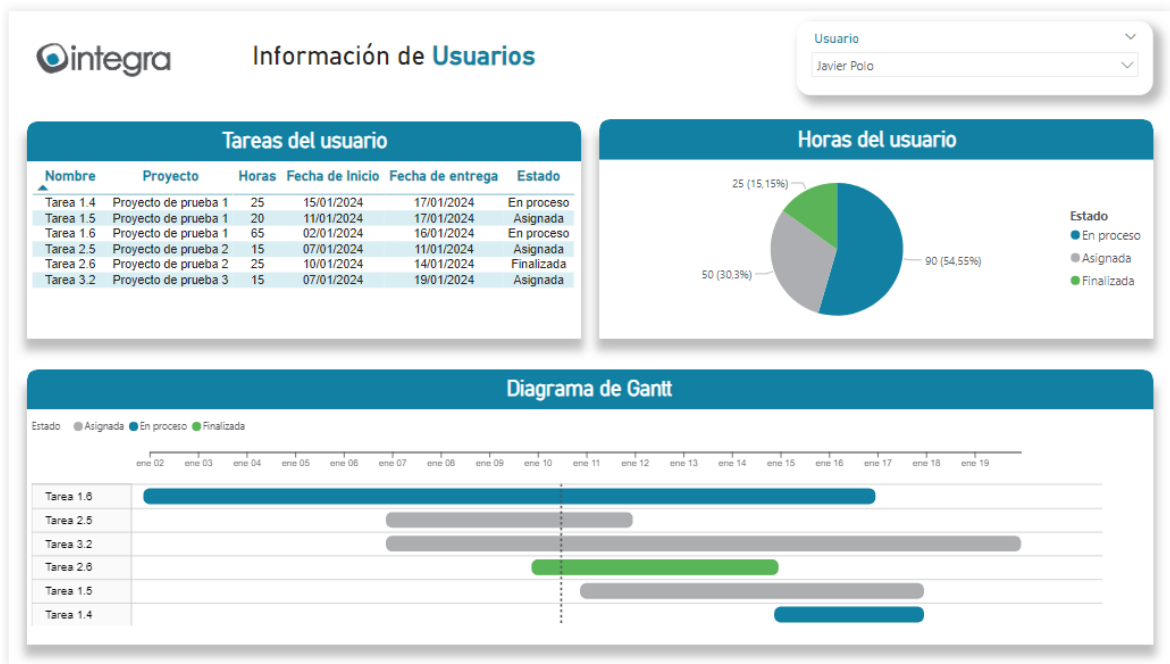 integra
Información de Usuarios
Usuario
Javier Polo
Tareas del usuario
Nombre Proyecto Horas Fecha de Inicio Fecha de entrega Estado
Tarea 1.4 Proyecto de prueba 1 25 15/01/2024 17/01/2024 En proceso
Tarea 1.5 Proyecto de prueba 1 20 11/01/2024 17/01/2024 Asignada
Tarea 1.6 Proyecto de prueba 1 65 02/01/2024 16/01/2024 En proceso
Tarea 2.5 Proyecto de prueba 2 15 07/01/2024 11/01/2024 Asignada
Tarea 2.6 Proyecto de prueba 2 25 10/01/2024 14/01/2024 Finalizada
Tarea 3.2 Proyecto de prueba 3 15 07/01/2024 19/01/2024 Asignada
Horas del usuario
25 (15,15%)
50 (30,3%)
90 (54,55%)
Estado
En proceso
Asignada
Finalizada
Diagrama de Gantt
Estado Asignada En proceso Finalizada
ene 02 ene 03 ene 04 ene 05 ene 06 ene 07 ene 08 ene 09 ene 10 ene 11 ene 12 ene 13 ene 14 ene 15 ene 16 ene 17 ene 18 ene 19
Tarea 1.6
Tarea 2.5
Tarea 3.2
Tarea 2.6
Tarea 1.5
Tarea 1.4